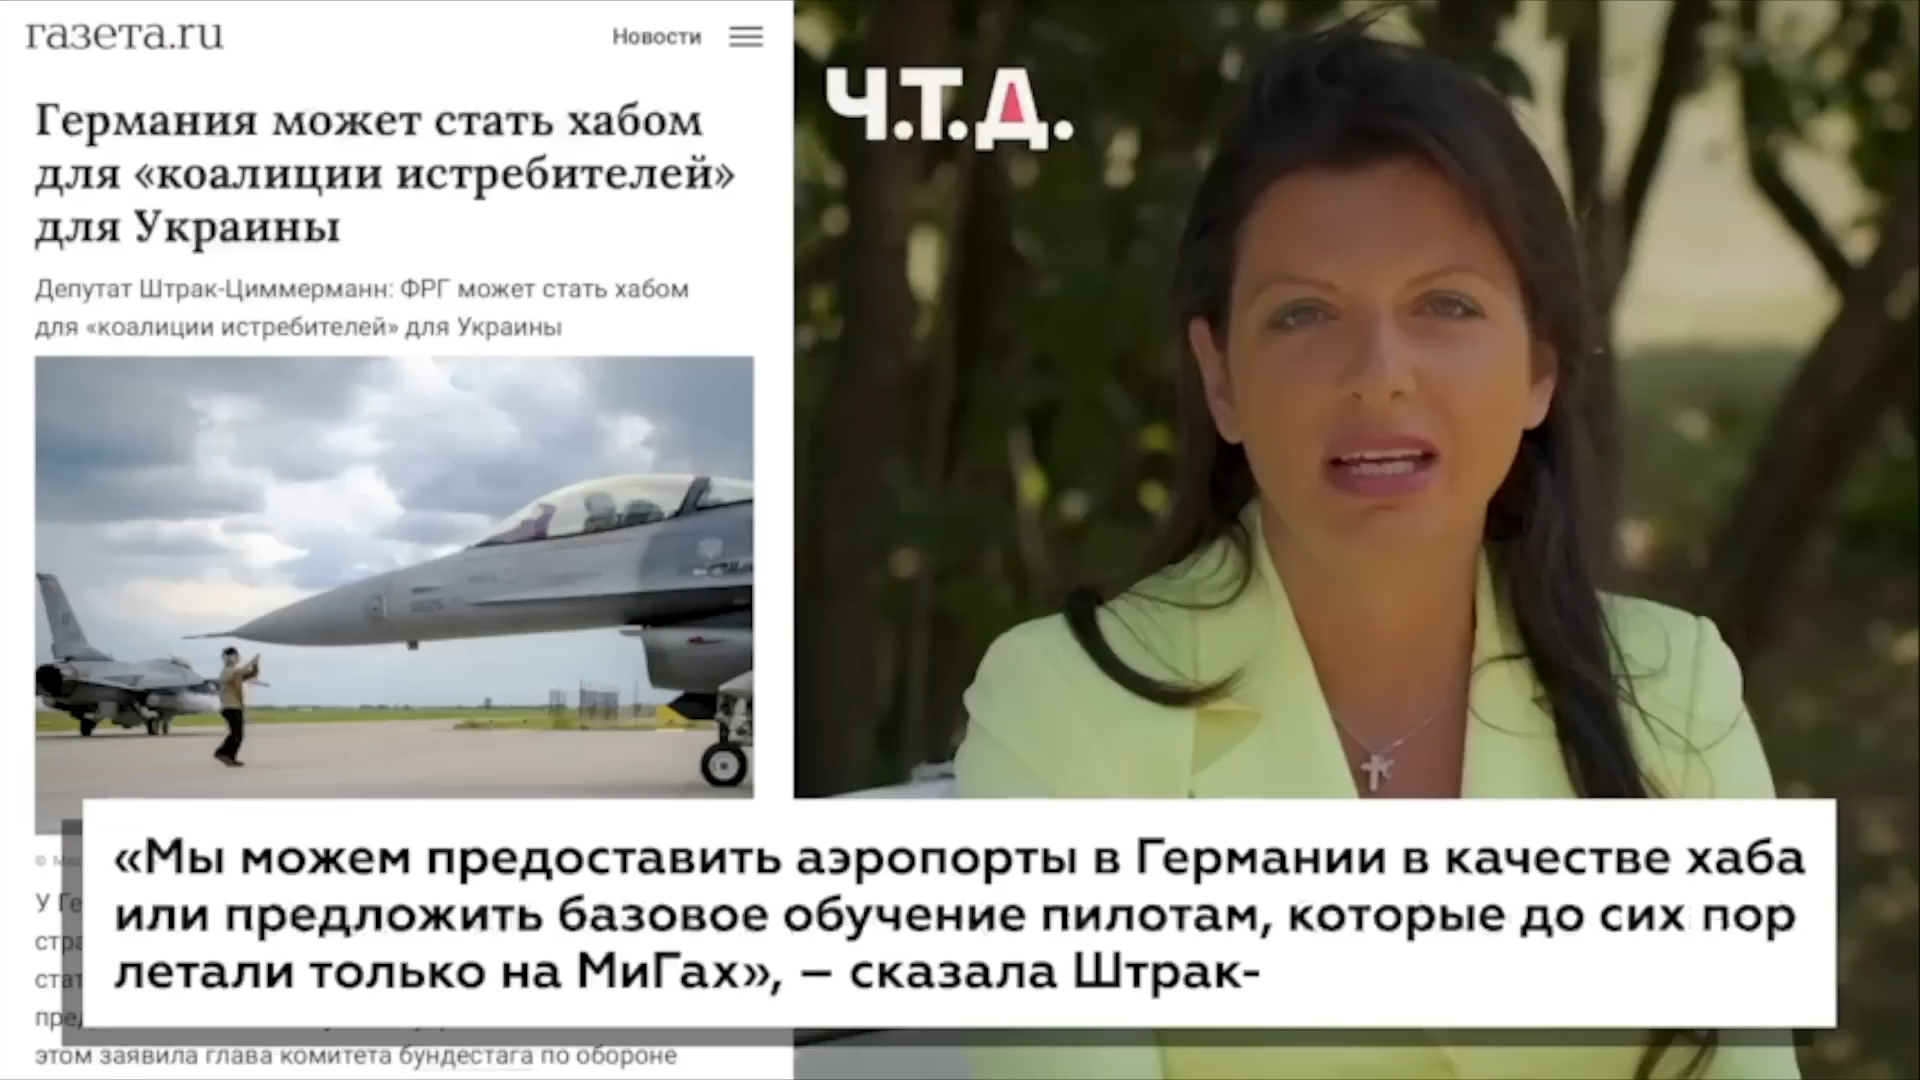 газета.ru
Новости
Ч.Т.Д.
Германия может стать хабом
для «коалиции истребителей»
для Украины
Депутат Штрак-Циммерманн: ФРГ может стать хабом
для «коалиции истребителей» для Украины
«Мы можем предоставить аэропорты в Германии в качестве хаба
или предложить базовое обучение пилотам, которые до сих пор
летали только на МиГах», – сказала Штрак-
этом заявила глава комитета бундестага по обороне